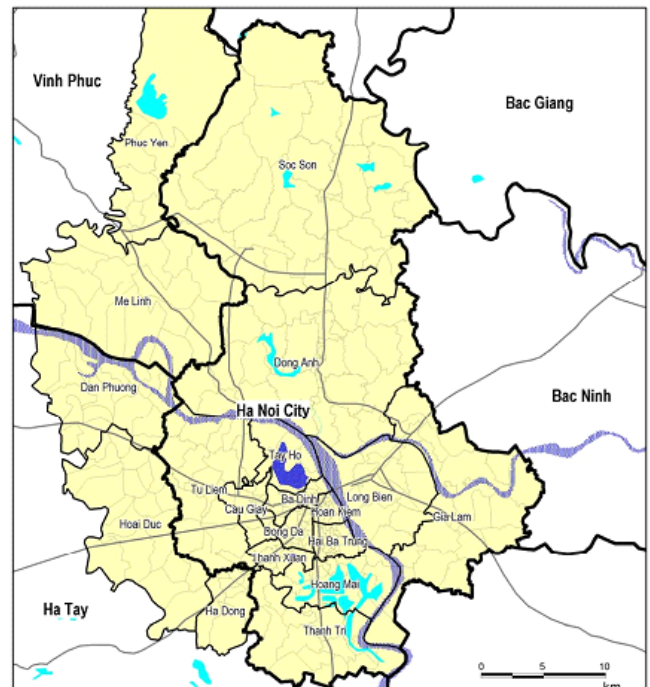 Vinh Phuc
Bac Giang
Phuc Yen
Soc Son
Me Linh
Dong Anh
Dan Phuong
Bac Ninh
Ha Noi City
Tay Ho
Tu Liem
Ba Dinh
Long Bien
Cau Giay
Hoan Kiem
Gia Lam
Hoai Duc
Dong Da
Hai Ba Trung
Thanh Xuan
Hoang Mai
Ha Tay
Ha Dong
Thanh Tri
0 5 10
km